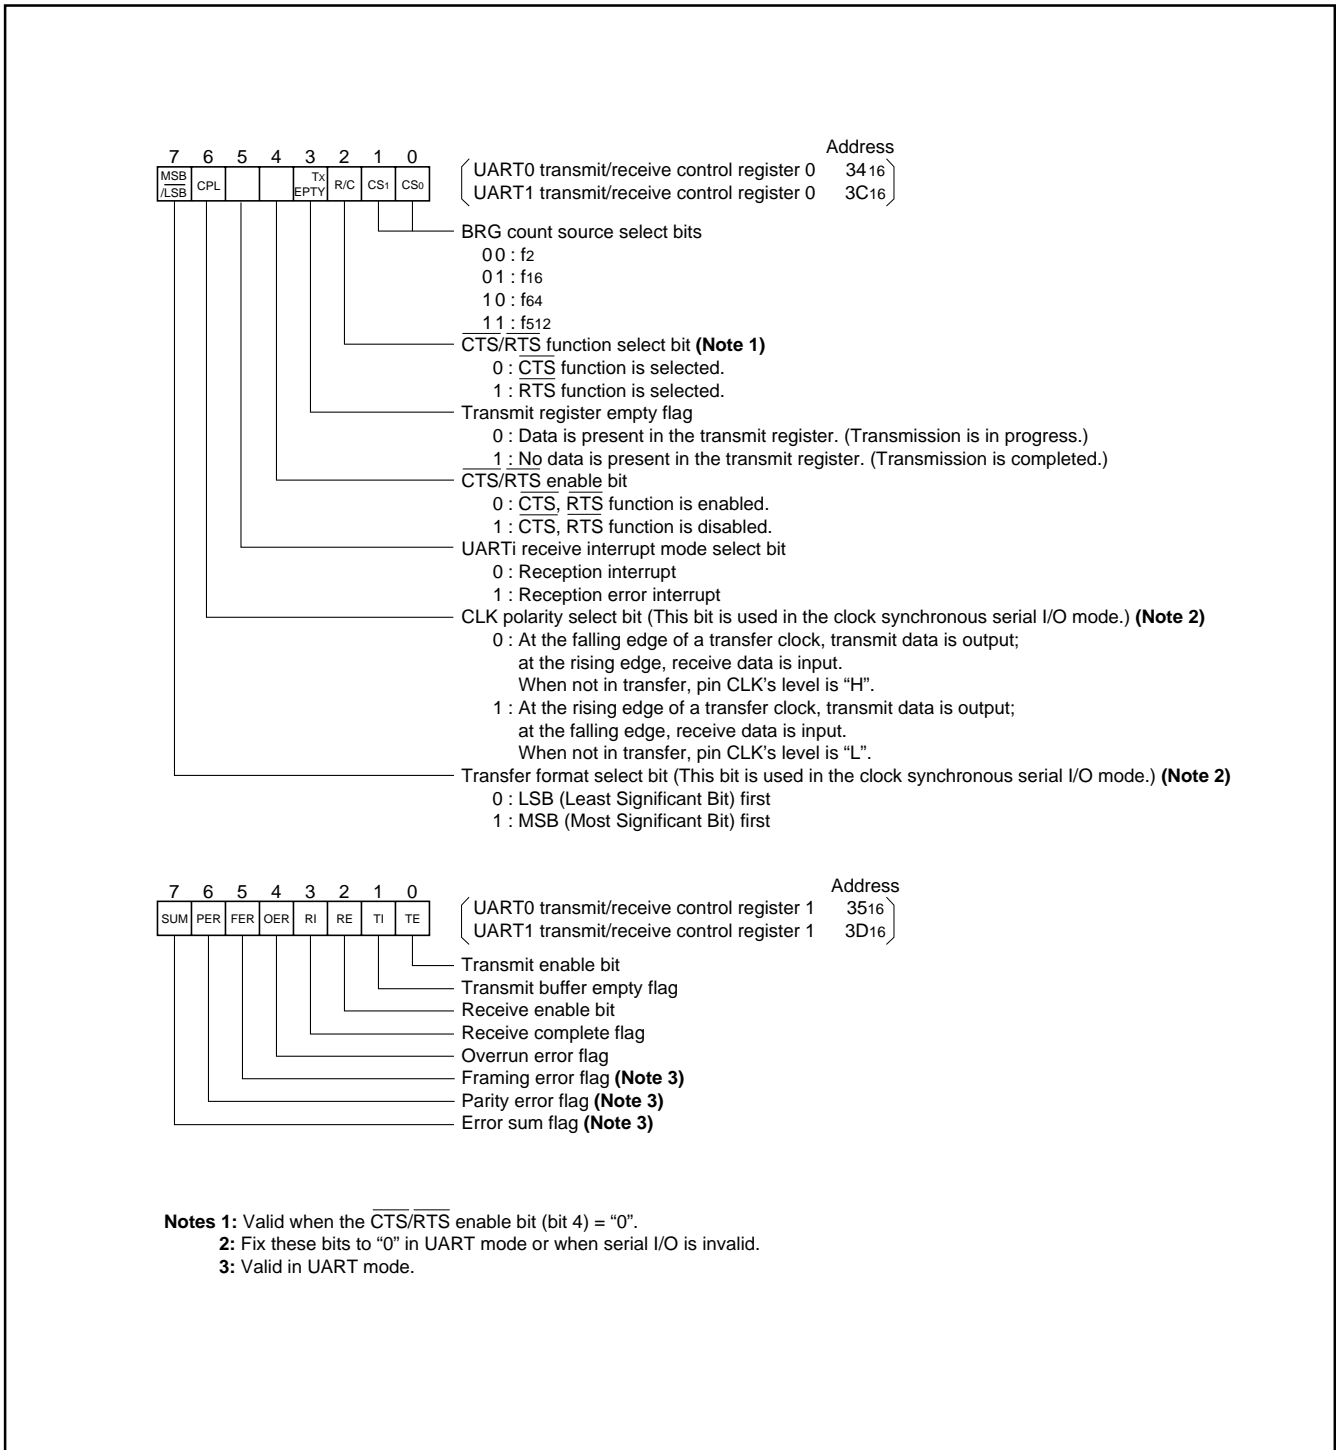 Address
7 6 5 4 3 2 1 0
MSB/LSB CPL TX EPTY R/C CS1 CS0
UART0 transmit/receive control register 0 3416
UART1 transmit/receive control register 0 3C16
BRG count source select bits
0 0 : f2
0 1 : f16
1 0 : f64
1 1 : f512
CTS/RTS function select bit (Note 1)
0 : CTS function is selected.
1 : RTS function is selected.
Transmit register empty flag
0 : Data is present in the transmit register. (Transmission is in progress.)
1 : No data is present in the transmit register. (Transmission is completed.)
CTS/RTS enable bit
0 : CTS, RTS function is enabled.
1 : CTS, RTS function is disabled.
UARTi receive interrupt mode select bit
0 : Reception interrupt
1 : Reception error interrupt
CLK polarity select bit (This bit is used in the clock synchronous serial I/O mode.) (Note 2)
0 : At the falling edge of a transfer clock, transmit data is output;
at the rising edge, receive data is input.
When not in transfer, pin CLK’s level is “H”.
1 : At the rising edge of a transfer clock, transmit data is output;
at the falling edge, receive data is input.
When not in transfer, pin CLK’s level is “L”.
Transfer format select bit (This bit is used in the clock synchronous serial I/O mode.) (Note 2)
0 : LSB (Least Significant Bit) first
1 : MSB (Most Significant Bit) first
Address
7 6 5 4 3 2 1 0
SUM PER FER OER RI RE TI TE
UART0 transmit/receive control register 1 3516
UART1 transmit/receive control register 1 3D16
Transmit enable bit
Transmit buffer empty flag
Receive enable bit
Receive complete flag
Overrun error flag
Framing error flag (Note 3)
Parity error flag (Note 3)
Error sum flag (Note 3)
Notes 1: Valid when the CTS/RTS enable bit (bit 4) = “0”.
2: Fix these bits to “0” in UART mode or when serial I/O is invalid.
3: Valid in UART mode.